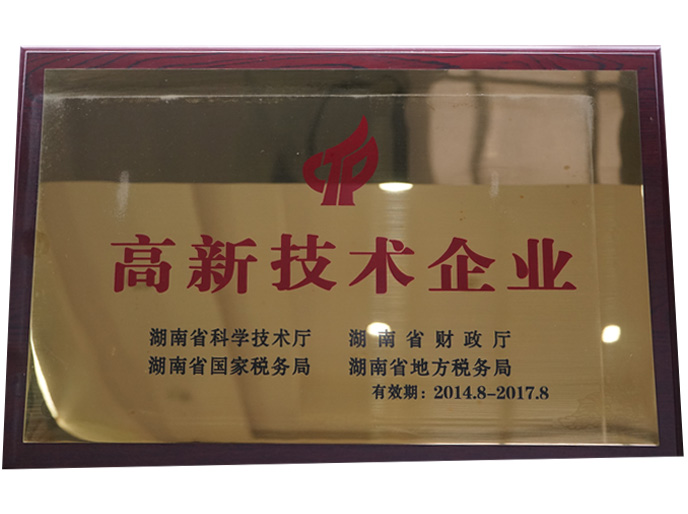 高新技术企业
湖南省科学技术厅 湖南省财政厅
湖南省国家税务局 湖南省地方税务局
有效期：2014.8-2017.8